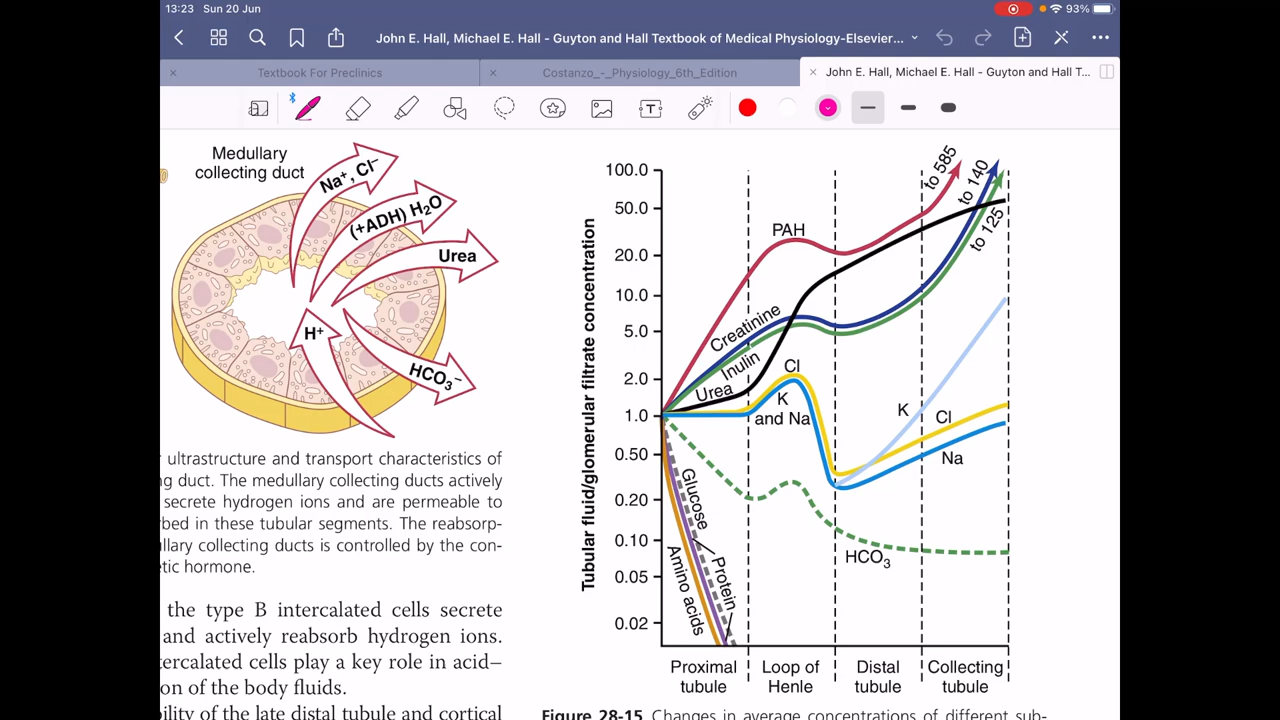 13:23 Sun 20 Jun 93%
John E. Hall, Michael E. Hall - Guyton and Hall Textbook of Medical Physiology-Elsevier...
Textbook For Preclinics
Costanzo_-_Physiology_6th_Edition
John E. Hall, Michael E. Hall - Guyton and Hall T...
T
Medullary
collecting duct
Na⁺, Cl⁻
(+ADH) H₂O
Urea
H⁺
HCO₃⁻
ultrastructure and transport characteristics of
ng duct. The medullary collecting ducts actively
secrete hydrogen ions and are permeable to
rbed in these tubular segments. The reabsorp-
ullary collecting ducts is controlled by the con-
etic hormone.
the type B intercalated cells secrete
and actively reabsorb hydrogen ions.
tercalated cells play a key role in acid–
on of the body fluids.
bility of the late distal tubule and cortical
Tubular fluid/glomerular filtrate concentration
100.0
50.0
20.0
10.0
5.0
2.0
1.0
0.50
0.20
0.10
0.05
0.02
to 585
to 140
to 125
PAH
Creatinine
Inulin
Urea
Cl
K
and Na
K
Cl
Na
Glucose
Protein
Amino acids
HCO₃
Proximal
tubule
Loop of
Henle
Distal
tubule
Collecting
tubule
Figure 28-15 Changes in average concentrations of different sub-